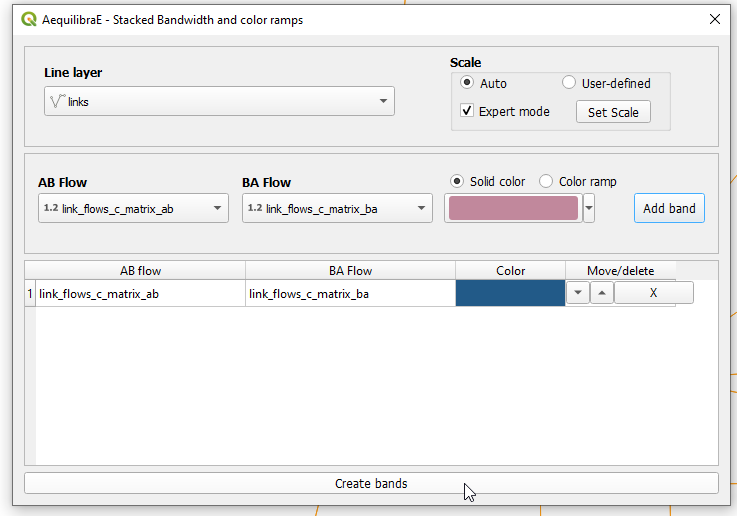 AequilibraE - Stacked Bandwidth and color ramps
Line layer
links
Scale
Auto
User-defined
Expert mode
Set Scale
AB Flow
BA Flow
Solid color
Color ramp
1.2 link_flows_c_matrix_ab
1.2 link_flows_c_matrix_ba
Add band
AB flow
BA Flow
Color
Move/delete
1
link_flows_c_matrix_ab
link_flows_c_matrix_ba
X
Create bands